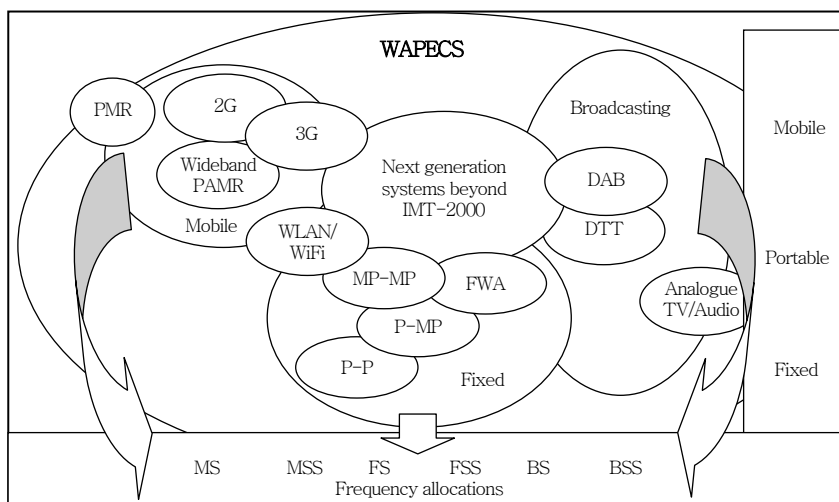 WAPECS
PMR
2G
3G
Wideband
PAMR
Mobile
WLAN/
WiFi
Next generation
systems beyond
IMT-2000
Broadcasting
DAB
DTT
Analogue
TV/Audio
MP-MP
FWA
P-MP
P-P
Fixed
Mobile
Portable
Fixed
MS MSS FS FSS BS BSS
Frequency allocations